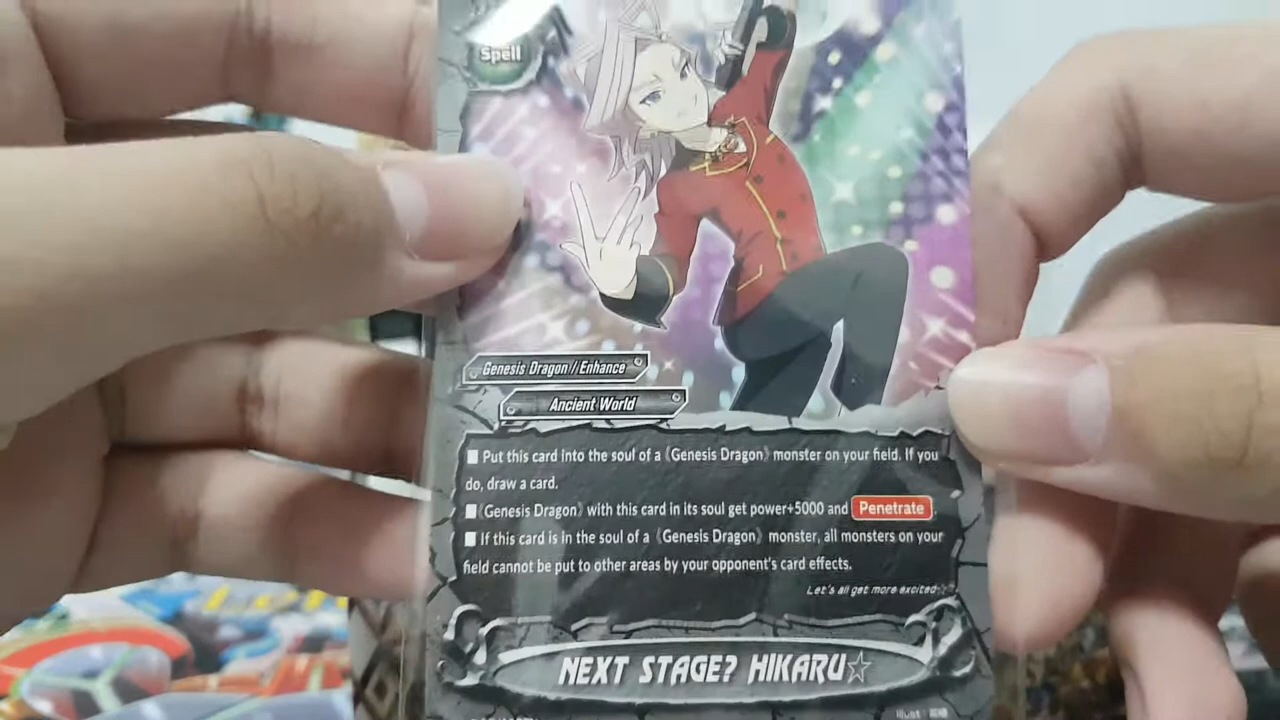 Spell
Genesis Dragon // Enhance
Ancient World
■ Put this card into the soul of a 《Genesis Dragon》 monster on your field. If you
do, draw a card.
■ 《Genesis Dragon》 with this card in its soul get power+5000 and Penetrate.
■ If this card is in the soul of a 《Genesis Dragon》 monster, all monsters on your
field cannot be put to other areas by your opponent's card effects.
Let's all get more excited☆
NEXT STAGE? HIKARU☆
Illust